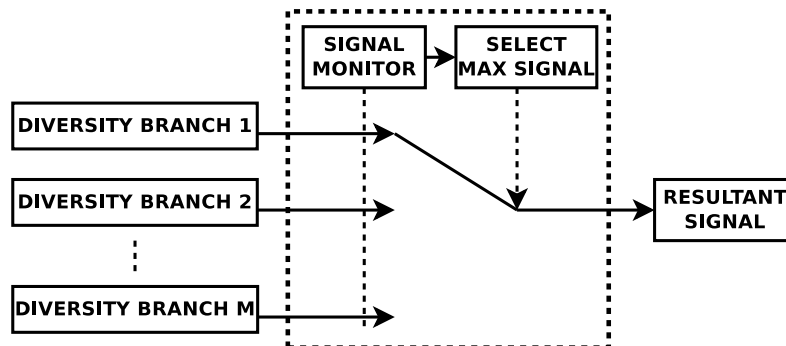 SIGNAL
MONITOR
SELECT
MAX SIGNAL
DIVERSITY BRANCH 1
DIVERSITY BRANCH 2
DIVERSITY BRANCH M
RESULTANT
SIGNAL